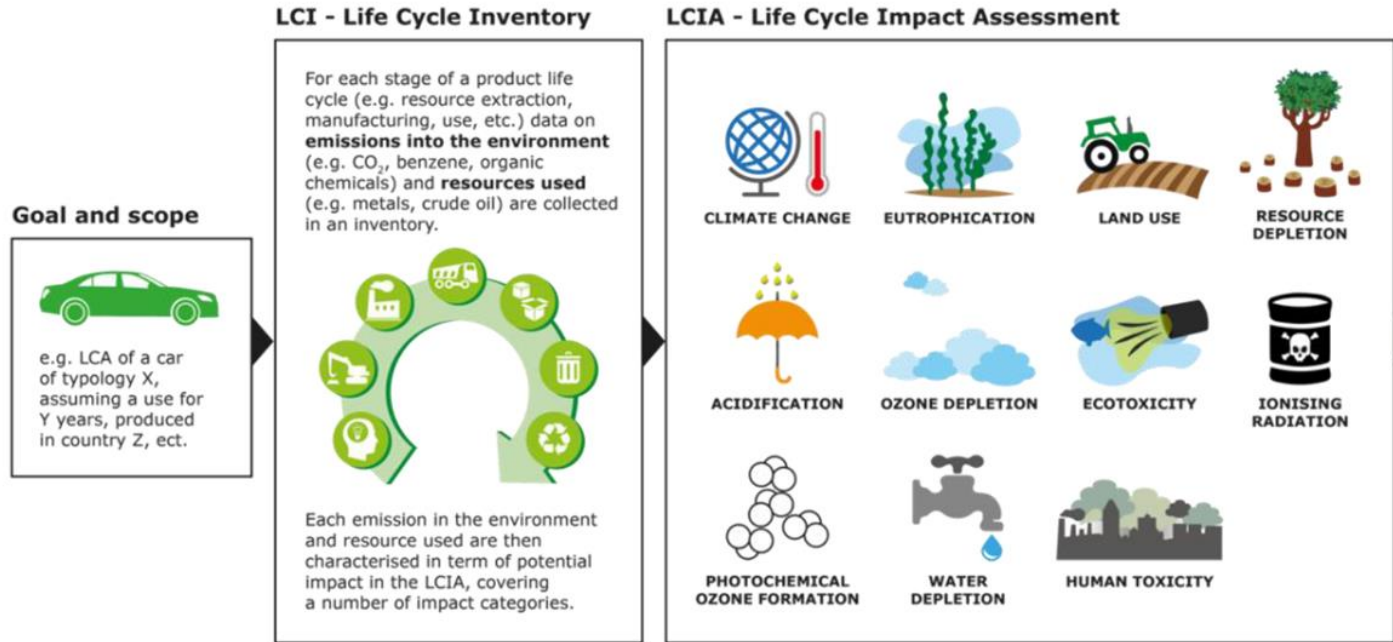 LCI - Life Cycle Inventory
LCIA - Life Cycle Impact Assessment
Goal and scope
e.g. LCA of a car
of typology X,
assuming a use for
Y years, produced
in country Z, ect.
For each stage of a product life
cycle (e.g. resource extraction,
manufacturing, use, etc.) data on
emissions into the environment
(e.g. CO₂, benzene, organic
chemicals) and resources used
(e.g. metals, crude oil) are collected
in an inventory.
Each emission in the environment
and resource used are then
characterised in term of potential
impact in the LCIA, covering
a number of impact categories.
CLIMATE CHANGE
EUTROPHICATION
LAND USE
RESOURCE
DEPLETION
ACIDIFICATION
OZONE DEPLETION
ECOTOXICITY
IONISING
RADIATION
PHOTOCHEMICAL
OZONE FORMATION
WATER
DEPLETION
HUMAN TOXICITY